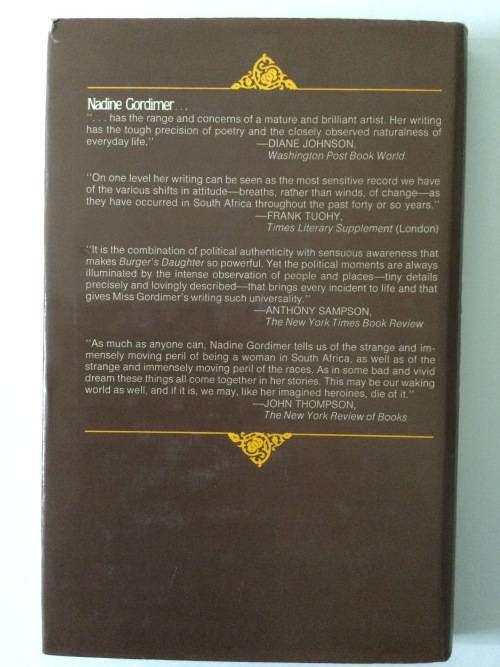 Nadine Gordimer...
"... has the range and concerns of a mature and brilliant artist. Her writing
has the tough precision of poetry and the closely observed naturalness of
everyday life."
—DIANE JOHNSON,
Washington Post Book World
"On one level her writing can be seen as the most sensitive record we have
of the various shifts in attitude—breaths, rather than winds, of change—as
they have occurred in South Africa throughout the past forty or so years."
—FRANK TUOHY,
Times Literary Supplement (London)
"It is the combination of political authenticity with sensuous awareness that
makes Burger's Daughter so powerful. Yet the political moments are always
illuminated by the intense observation of people and places—tiny details
precisely and lovingly described—that brings every incident to life and that
gives Miss Gordimer's writing such universality."
—ANTHONY SAMPSON,
The New York Times Book Review
"As much as anyone can, Nadine Gordimer tells us of the strange and im-
mensely moving peril of being a woman in South Africa, as well as of the
strange and immensely moving peril of the races. As in some bad and vivid
dream these things all come together in her stories. This may be our waking
world as well, and if it is, we may, like her imagined heroines, die of it."
—JOHN THOMPSON,
The New York Review of Books